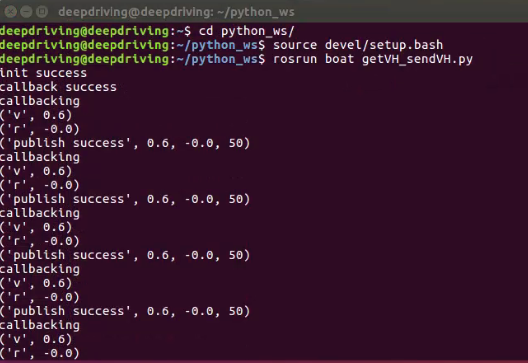 deepdriving@deepdriving: ~/python_ws
deepdriving@deepdriving:~$ cd python_ws/
deepdriving@deepdriving:~/python_ws$ source devel/setup.bash
deepdriving@deepdriving:~/python_ws$ rosrun boat getVH_sendVH.py
init success
callback success
callbacking
('v', 0.6)
('r', -0.0)
('publish success', 0.6, -0.0, 50)
callbacking
('v', 0.6)
('r', -0.0)
('publish success', 0.6, -0.0, 50)
callbacking
('v', 0.6)
('r', -0.0)
('publish success', 0.6, -0.0, 50)
callbacking
('v', 0.6)
('r', -0.0)
('publish success', 0.6, -0.0, 50)
callbacking
('v', 0.6)
('r', -0.0)